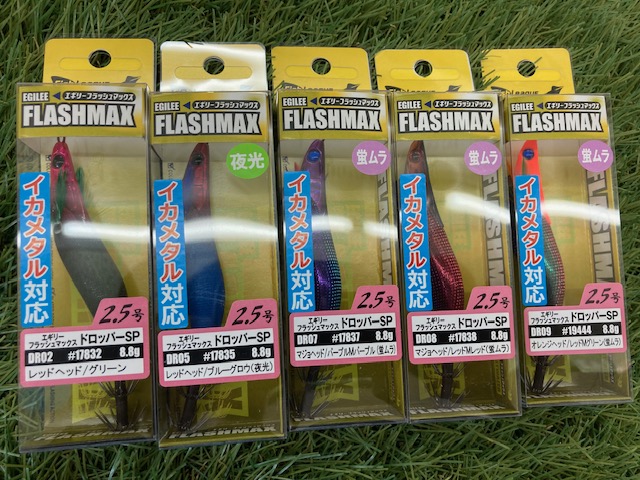 EGILEE エギリーフラッシュマックス
FLASHMAX
イカメタル対応
2.5号
エギリー
フラッシュマックス ドロッパーSP
DR02 #17832 8.8g
レッドヘッド/グリーン
FLASHMAX
EGILEE エギリーフラッシュマックス
FLASHMAX
夜光
イカメタル対応
2.5号
エギリー
フラッシュマックス ドロッパーSP
DR05 #17835 8.8g
レッドヘッド/ブルーグロウ(夜光)
FLASHMAX
EGILEE エギリーフラッシュマックス
FLASHMAX
蛍ムラ
イカメタル対応
2.5号
エギリー
フラッシュマックス ドロッパーSP
DR07 #17837 8.8g
マジョヘッド/パープルMパープル(蛍ムラ)
FLASHMAX
EGILEE エギリーフラッシュマックス
FLASHMAX
蛍ムラ
イカメタル対応
2.5号
エギリー
フラッシュマックス ドロッパーSP
DR08 #17838 8.8g
マジョヘッド/レッドMレッド(蛍ムラ)
FLASHMAX
League
EGILEE エギリーフラッシュマックス
FLASHMAX
蛍ムラ
イカメタル対応
2.5号
エギリー
フラッシュマックス ドロッパーSP
DR09 #19444 8.8g
オレンジヘッド/レッドMグリーン(蛍ムラ)